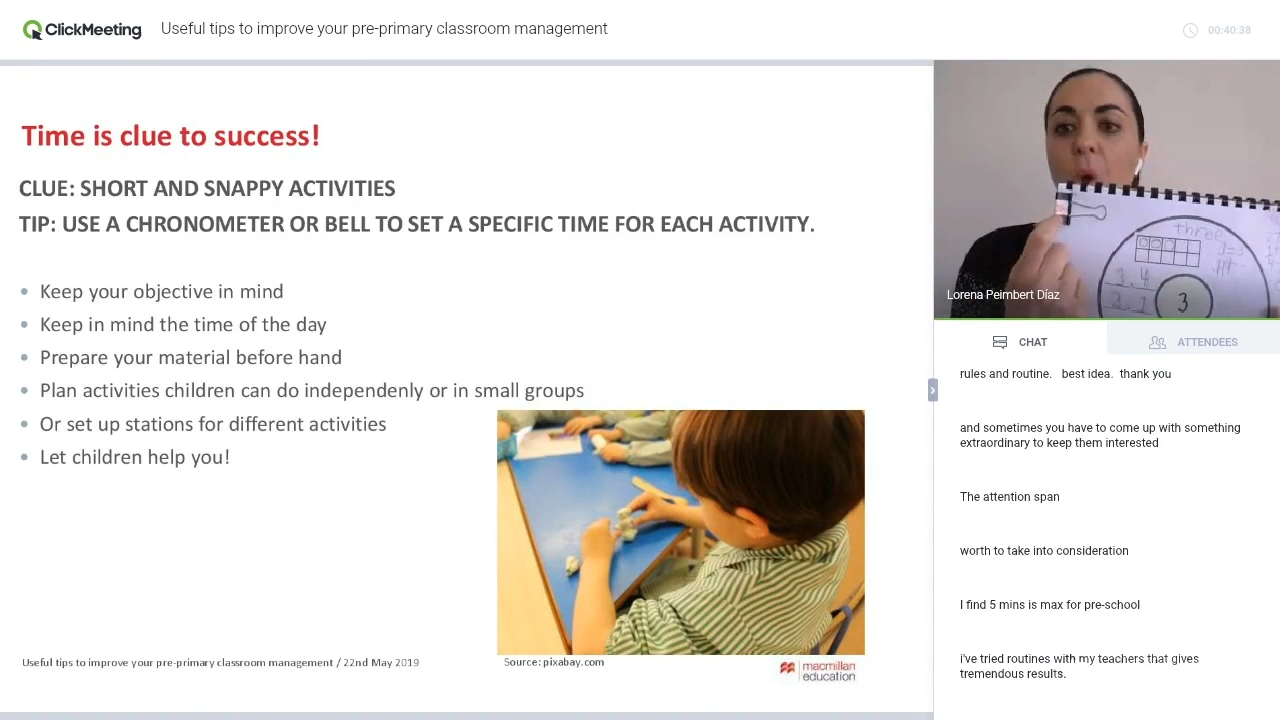 ClickMeeting
Useful tips to improve your pre-primary classroom management
00:40:38
Time is clue to success!
CLUE: SHORT AND SNAPPY ACTIVITIES
TIP: USE A CHRONOMETER OR BELL TO SET A SPECIFIC TIME FOR EACH ACTIVITY.
• Keep your objective in mind
• Keep in mind the time of the day
• Prepare your material before hand
• Plan activities children can do independenly or in small groups
• Or set up stations for different activities
• Let children help you!
Source: pixabay.com
Useful tips to improve your pre-primary classroom management / 22nd May 2019
macmillan
education
three
3
Lorena Peimbert Díaz
CHAT
ATTENDEES
rules and routine. best idea. thank you
and sometimes you have to come up with something
extraordinary to keep them interested
The attention span
worth to take into consideration
I find 5 mins is max for pre-school
i've tried routines with my teachers that gives
tremendous results.